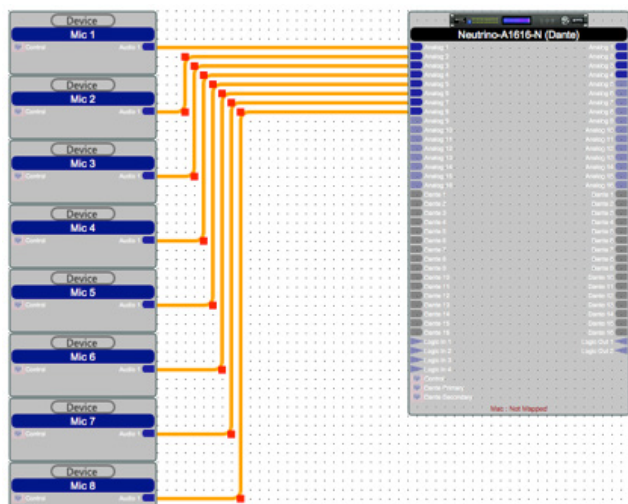 Device
Mic 1
Control Audio 1
Device
Mic 2
Control Audio 1
Device
Mic 3
Control Audio 1
Device
Mic 4
Control Audio 1
Device
Mic 5
Control Audio 1
Device
Mic 6
Control Audio 1
Device
Mic 7
Control Audio 1
Device
Mic 8
Control Audio 1
Neutrino-A1616-N (Dante)
Analog 1 Analog 1
Analog 2 Analog 2
Analog 3 Analog 3
Analog 4 Analog 4
Analog 5 Analog 5
Analog 6 Analog 6
Analog 7 Analog 7
Analog 8 Analog 8
Analog 9 Analog 9
Analog 10 Analog 10
Analog 11 Analog 11
Analog 12 Analog 12
Analog 13 Analog 13
Analog 14 Analog 14
Analog 15 Analog 15
Analog 16 Analog 16
Dante 1 Dante 1
Dante 2 Dante 2
Dante 3 Dante 3
Dante 4 Dante 4
Dante 5 Dante 5
Dante 6 Dante 6
Dante 7 Dante 7
Dante 8 Dante 8
Dante 9 Dante 9
Dante 10 Dante 10
Dante 11 Dante 11
Dante 12 Dante 12
Dante 13 Dante 13
Dante 14 Dante 14
Dante 15 Dante 15
Dante 16 Dante 16
Logic In 1 Logic Out 1
Logic In 2 Logic Out 2
Logic In 3
Logic In 4
Control
Dante Primary
Dante Secondary
Mac : Not Mapped